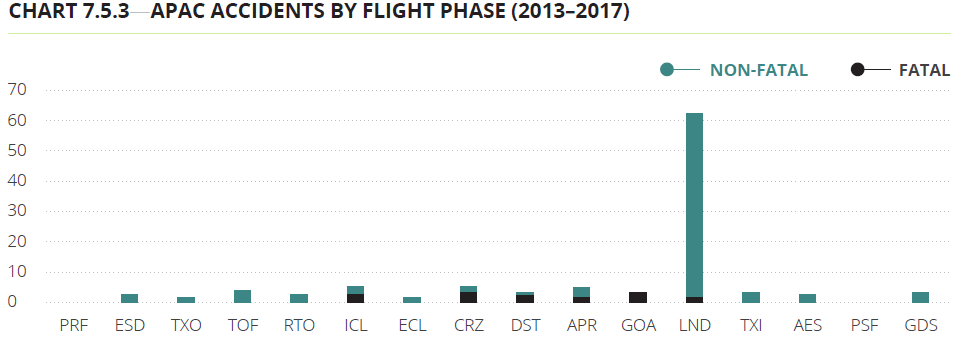 CHART 7.5.3—APAC ACCIDENTS BY FLIGHT PHASE (2013–2017)
NON-FATAL FATAL
70
60
50
40
30
20
10
0
PRF ESD TXO TOF RTO ICL ECL CRZ DST APR GOA LND TXI AES PSF GDS